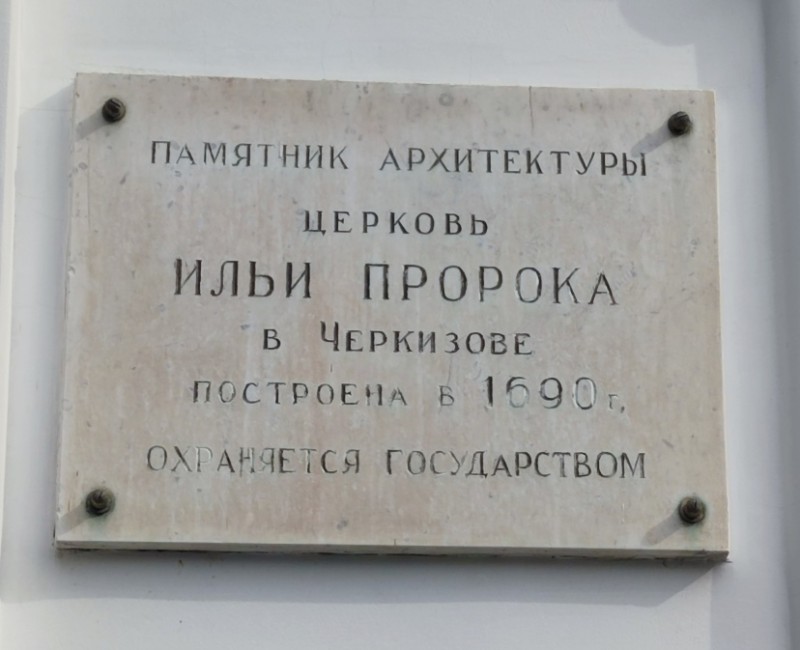 ПАМЯТНИК АРХИТЕКТУРЫ
ЦЕРКОВЬ
ИЛЬИ ПРОРОКА
В ЧЕРКИЗОВЕ
ПОСТРОЕНА В 1690 г.
ОХРАНЯЕТСЯ ГОСУДАРСТВОМ